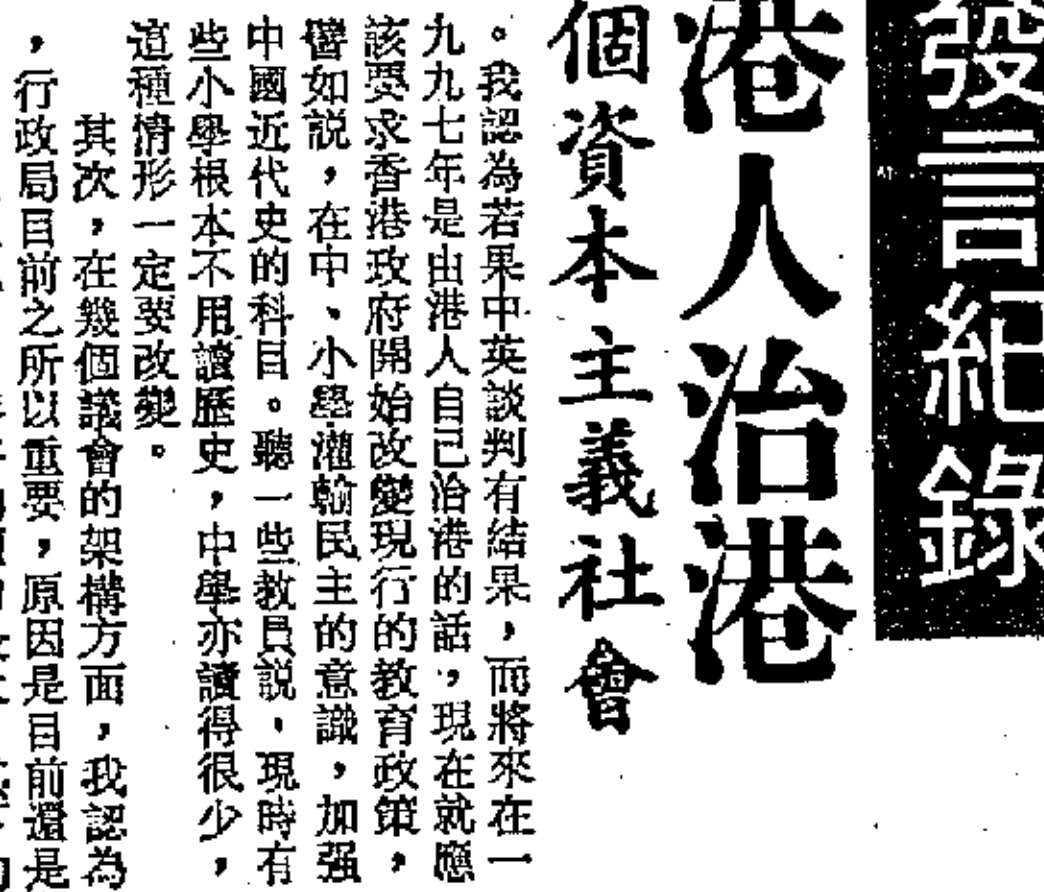 發言紀錄
港人治港
個資本主義社會
。我認為若果中英談判有結果,而將來在一
九九七年是由港人自己治港的話,現在就應
該要求香港政府開始改變現行的教育政策,
譬如説,在中、小學灌輸民主的意識,加强
中國近代史的科目。聽一些教員説,現時有
些小學根本不用讀歷史,中學亦讀得很少,
這種情形一定要改變。
其次,在幾個議會的架構方面,我認為
,行政局目前之所以重要,原因是目前還是